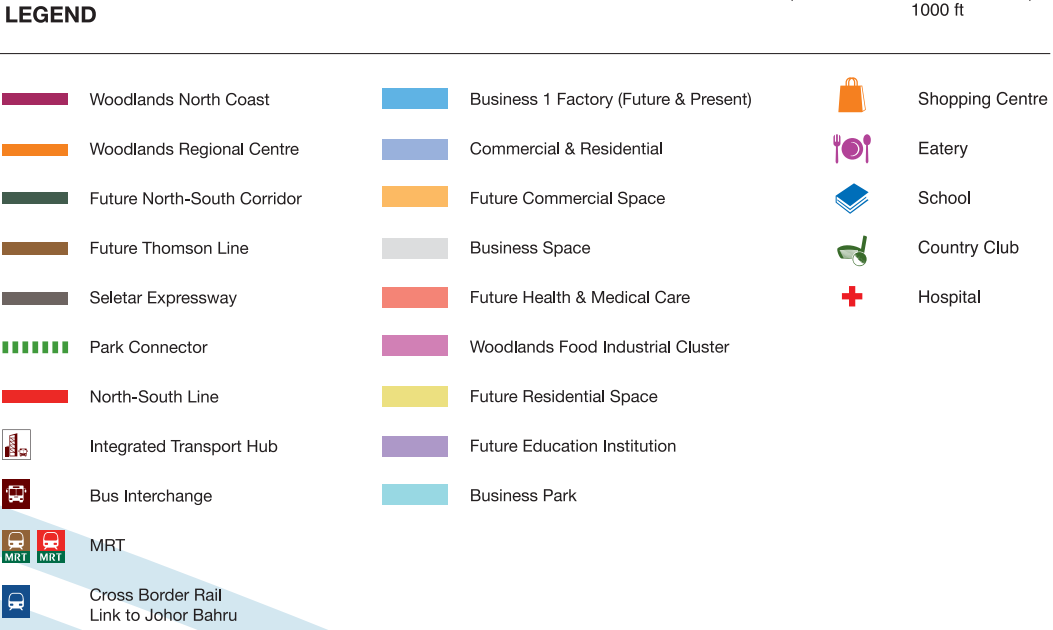 1000 ft
LEGEND
Woodlands North Coast
Woodlands Regional Centre
Future North-South Corridor
Future Thomson Line
Seletar Expressway
Park Connector
North-South Line
Integrated Transport Hub
Bus Interchange
MRT MRT MRT
Cross Border Rail
Link to Johor Bahru
Business 1 Factory (Future & Present)
Commercial & Residential
Future Commercial Space
Business Space
Future Health & Medical Care
Woodlands Food Industrial Cluster
Future Residential Space
Future Education Institution
Business Park
Shopping Centre
Eatery
School
Country Club
Hospital